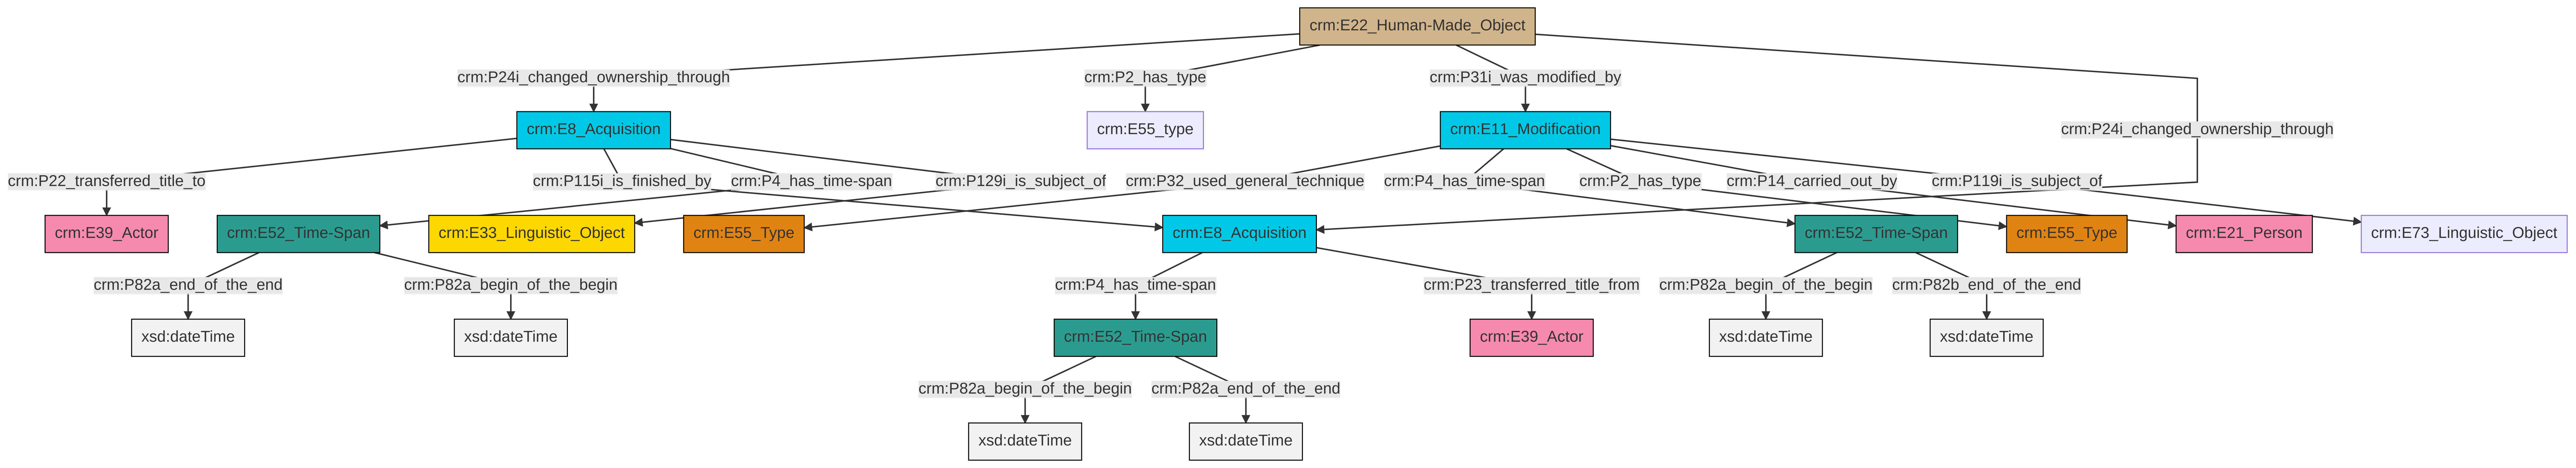 crm:E22_Human-Made_Object
crm:P24i_changed_ownership_through
crm:P2_has_type
crm:P31i_was_modified_by
crm:E8_Acquisition
crm:E55_type
crm:E11_Modification
crm:P24i_changed_ownership_through
crm:P22_transferred_title_to
crm:P115i_is_finished_by
crm:P4_has_time-span
crm:P129i_is_subject_of
crm:P32_used_general_technique
crm:P4_has_time-span
crm:P2_has_type
crm:P14_carried_out_by
crm:P119i_is_subject_of
crm:E39_Actor
crm:E52_Time-Span
crm:E33_Linguistic_Object
crm:E55_Type
crm:E8_Acquisition
crm:E52_Time-Span
crm:E55_Type
crm:E21_Person
crm:E73_Linguistic_Object
crm:P82a_end_of_the_end
crm:P82a_begin_of_the_begin
crm:P4_has_time-span
crm:P23_transferred_title_from
crm:P82a_begin_of_the_begin
crm:P82b_end_of_the_end
xsd:dateTime
xsd:dateTime
crm:E52_Time-Span
crm:E39_Actor
xsd:dateTime
xsd:dateTime
crm:P82a_begin_of_the_begin
crm:P82a_end_of_the_end
xsd:dateTime
xsd:dateTime